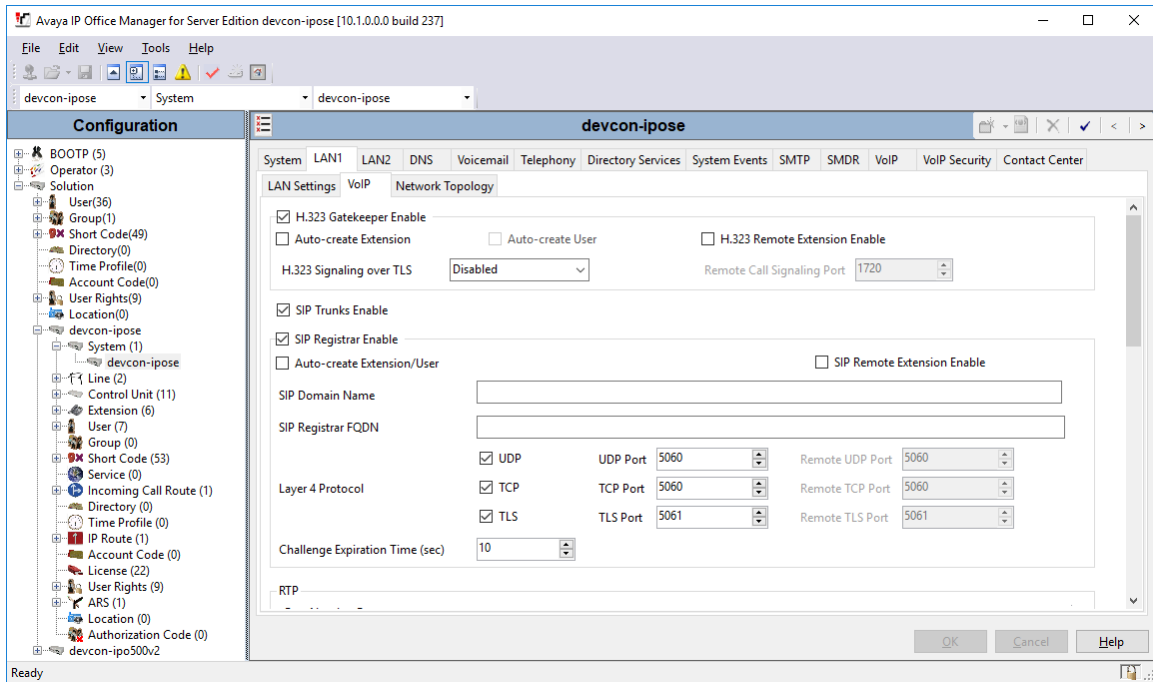 Avaya IP Office Manager for Server Edition devcon-ipose [10.1.0.0.0 build 237]
File Edit View Tools Help
devcon-ipose System devcon-ipose
Configuration
BOOTP (5)
Operator (3)
Solution
User(36)
Group(1)
Short Code(49)
Directory(0)
Time Profile(0)
Account Code(0)
User Rights(9)
Location(0)
devcon-ipose
System (1)
devcon-ipose
Line (2)
Control Unit (11)
Extension (6)
User (7)
Group (0)
Short Code (53)
Service (0)
Incoming Call Route (1)
Directory (0)
Time Profile (0)
IP Route (1)
Account Code (0)
License (22)
User Rights (9)
ARS (1)
Location (0)
Authorization Code (0)
devcon-ipo500v2
devcon-ipose
System LAN1 LAN2 DNS Voicemail Telephony Directory Services System Events SMTP SMDR VoIP VoIP Security Contact Center
LAN Settings VoIP Network Topology
H.323 Gatekeeper Enable
Auto-create Extension Auto-create User H.323 Remote Extension Enable
H.323 Signaling over TLS Disabled Remote Call Signaling Port 1720
SIP Trunks Enable
SIP Registrar Enable
Auto-create Extension/User SIP Remote Extension Enable
SIP Domain Name
SIP Registrar FQDN
UDP UDP Port 5060 Remote UDP Port 5060
Layer 4 Protocol TCP TCP Port 5060 Remote TCP Port 5060
TLS TLS Port 5061 Remote TLS Port 5061
Challenge Expiration Time (sec) 10
RTP
OK Cancel Help
Ready